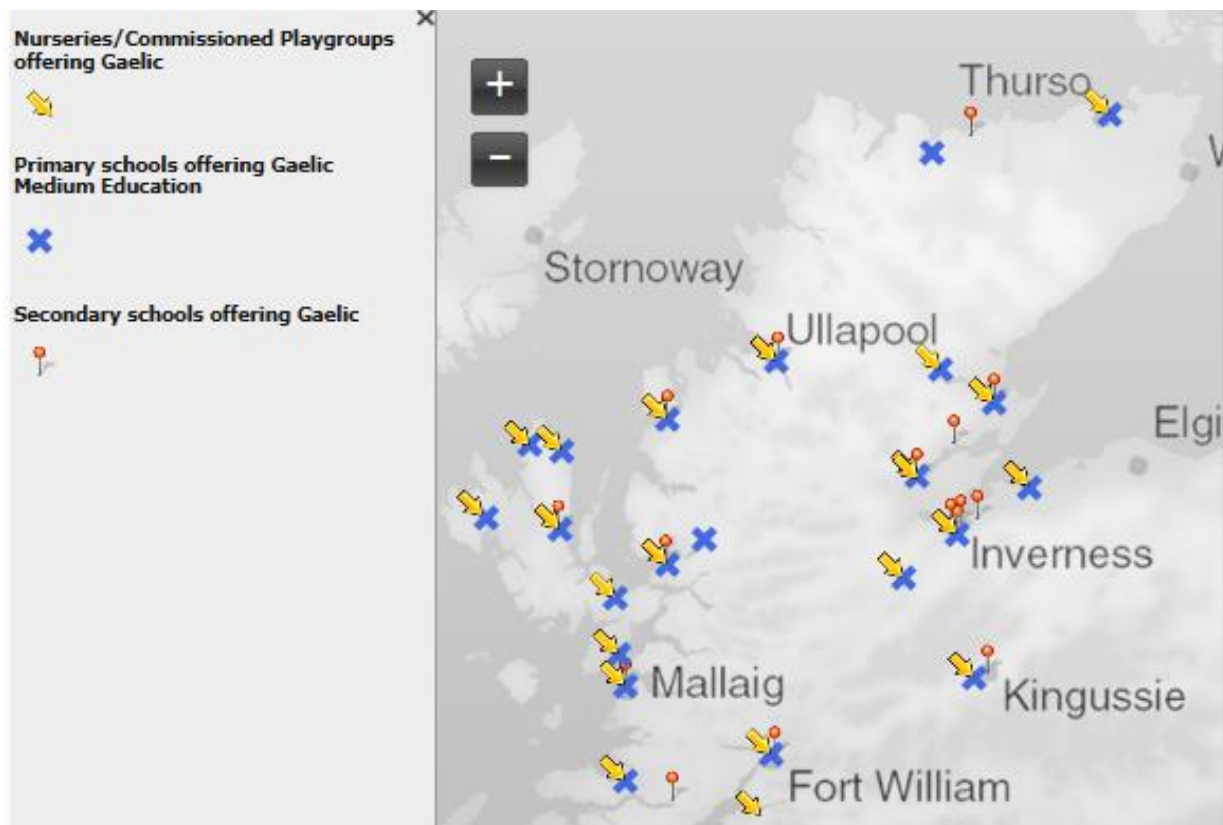 Nurseries/Commissioned Playgroups
offering Gaelic
Primary schools offering Gaelic
Medium Education
Secondary schools offering Gaelic
×
+
−
Thurso
Stornoway
Ullapool
Elgi
Inverness
Mallaig
Kingussie
Fort William